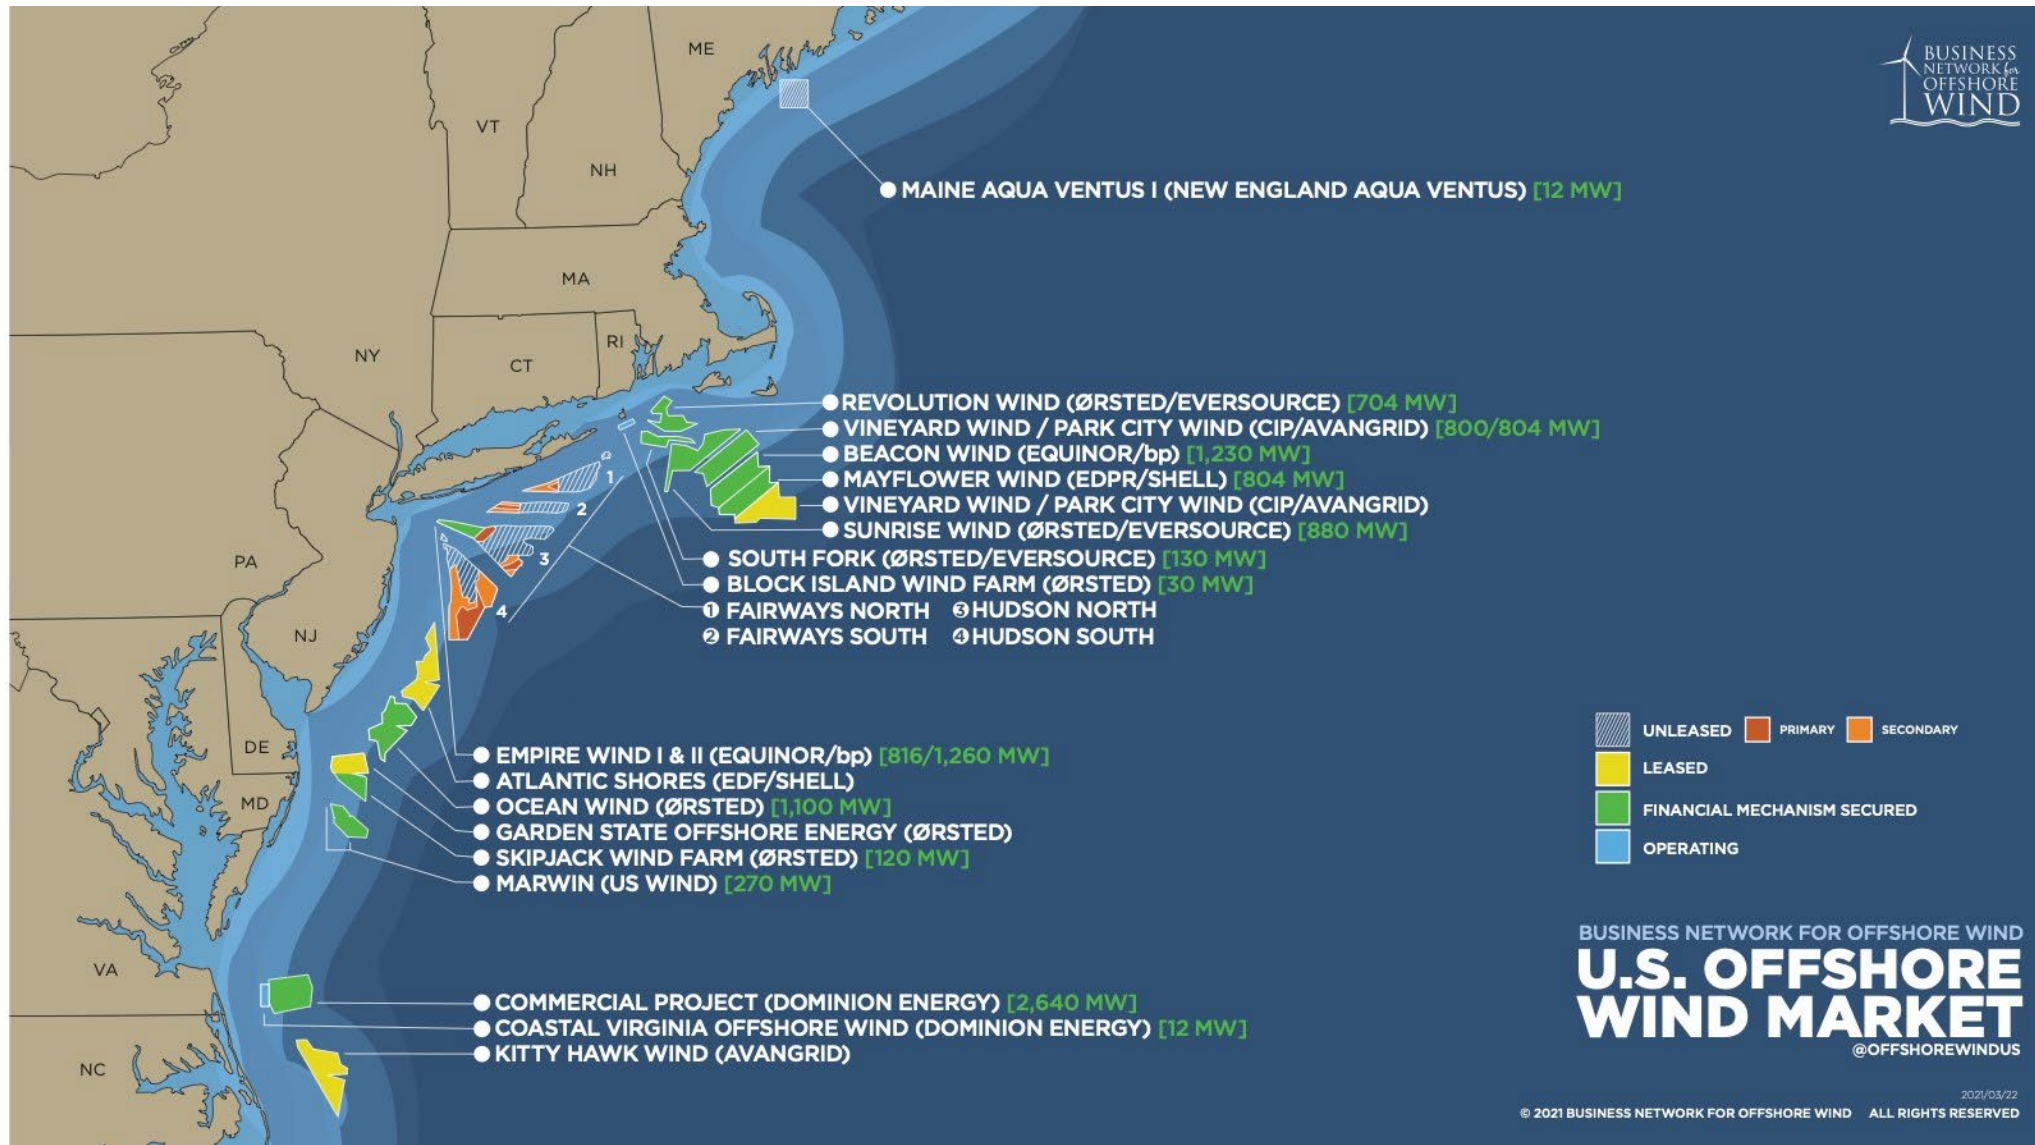 BUSINESS
NETWORK for
OFFSHORE
WIND
ME
VT
NH
MAINE AQUA VENTUS I (NEW ENGLAND AQUA VENTUS) [12 MW]
MA
NY
CT
RI
REVOLUTION WIND (ØRSTED/EVERSOURCE) [704 MW]
VINEYARD WIND / PARK CITY WIND (CIP/AVANGRID) [800/804 MW]
BEACON WIND (EQUINOR/bp) [1,230 MW]
MAYFLOWER WIND (EDPR/SHELL) [804 MW]
VINEYARD WIND / PARK CITY WIND (CIP/AVANGRID)
SUNRISE WIND (ØRSTED/EVERSOURCE) [880 MW]
SOUTH FORK (ØRSTED/EVERSOURCE) [130 MW]
BLOCK ISLAND WIND FARM (ØRSTED) [30 MW]
❶ FAIRWAYS NORTH ❸ HUDSON NORTH
❷ FAIRWAYS SOUTH ❹ HUDSON SOUTH
1
2
3
4
PA
NJ
DE
MD
VA
NC
EMPIRE WIND I & II (EQUINOR/bp) [816/1,260 MW]
ATLANTIC SHORES (EDF/SHELL)
OCEAN WIND (ØRSTED) [1,100 MW]
GARDEN STATE OFFSHORE ENERGY (ØRSTED)
SKIPJACK WIND FARM (ØRSTED) [120 MW]
MARWIN (US WIND) [270 MW]
COMMERCIAL PROJECT (DOMINION ENERGY) [2,640 MW]
COASTAL VIRGINIA OFFSHORE WIND (DOMINION ENERGY) [12 MW]
KITTY HAWK WIND (AVANGRID)
UNLEASED PRIMARY SECONDARY
LEASED
FINANCIAL MECHANISM SECURED
OPERATING
BUSINESS NETWORK FOR OFFSHORE WIND
U.S. OFFSHORE
WIND MARKET
@OFFSHOREWINDUS
2021/03/22
© 2021 BUSINESS NETWORK FOR OFFSHORE WIND ALL RIGHTS RESERVED